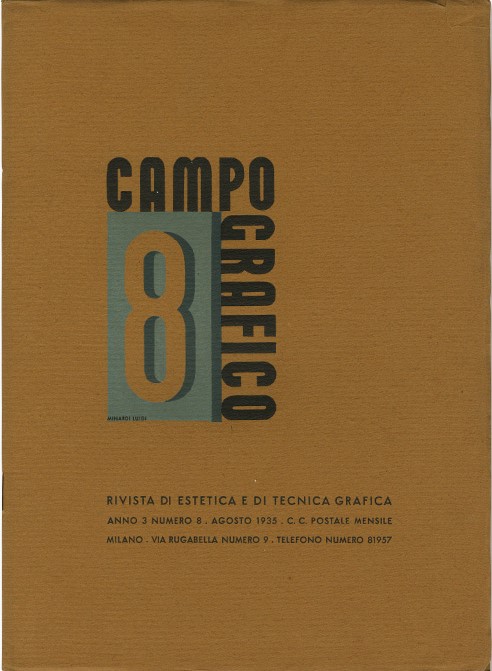 CAMPO
GRAFICO
8
MINARDI LUIGI
RIVISTA DI ESTETICA E DI TECNICA GRAFICA
ANNO 3 NUMERO 8 . AGOSTO 1935 . C. C. POSTALE MENSILE
MILANO . VIA RUGABELLA NUMERO 9 . TELEFONO NUMERO 81957